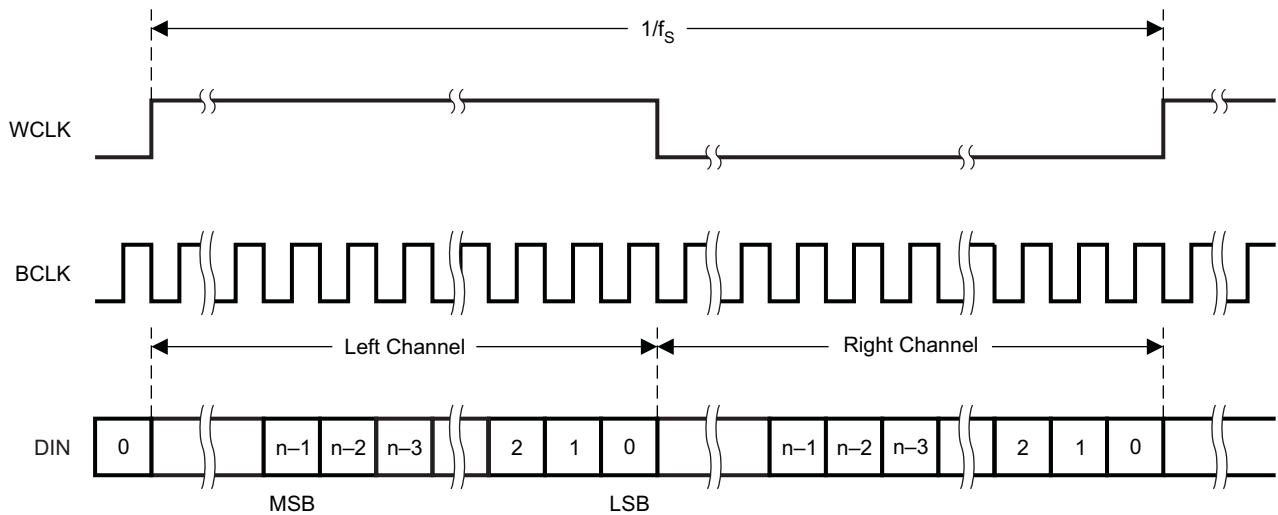 1/fS
WCLK
BCLK
Left Channel Right Channel
DIN 0 n–1 n–2 n–3 2 1 0 n–1 n–2 n–3 2 1 0
MSB LSB